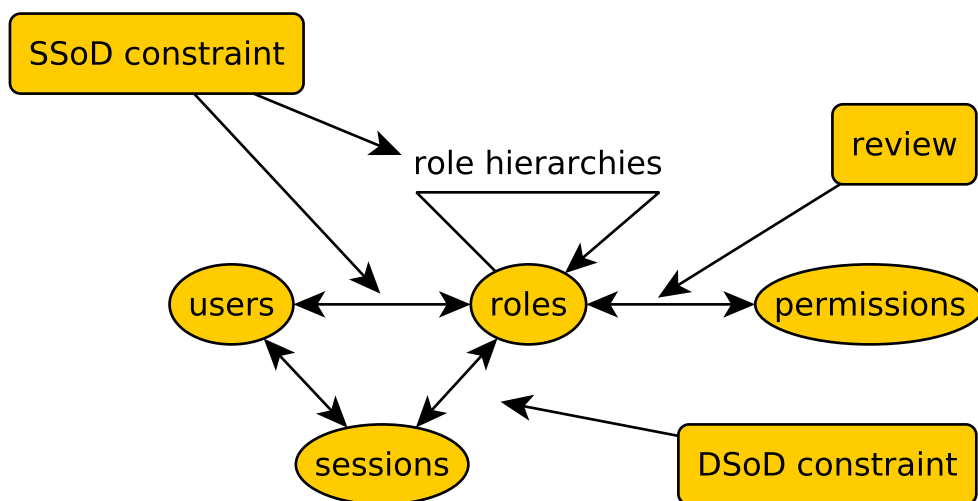 SSoD constraint
review
role hierarchies
users
roles
permissions
sessions
DSoD constraint